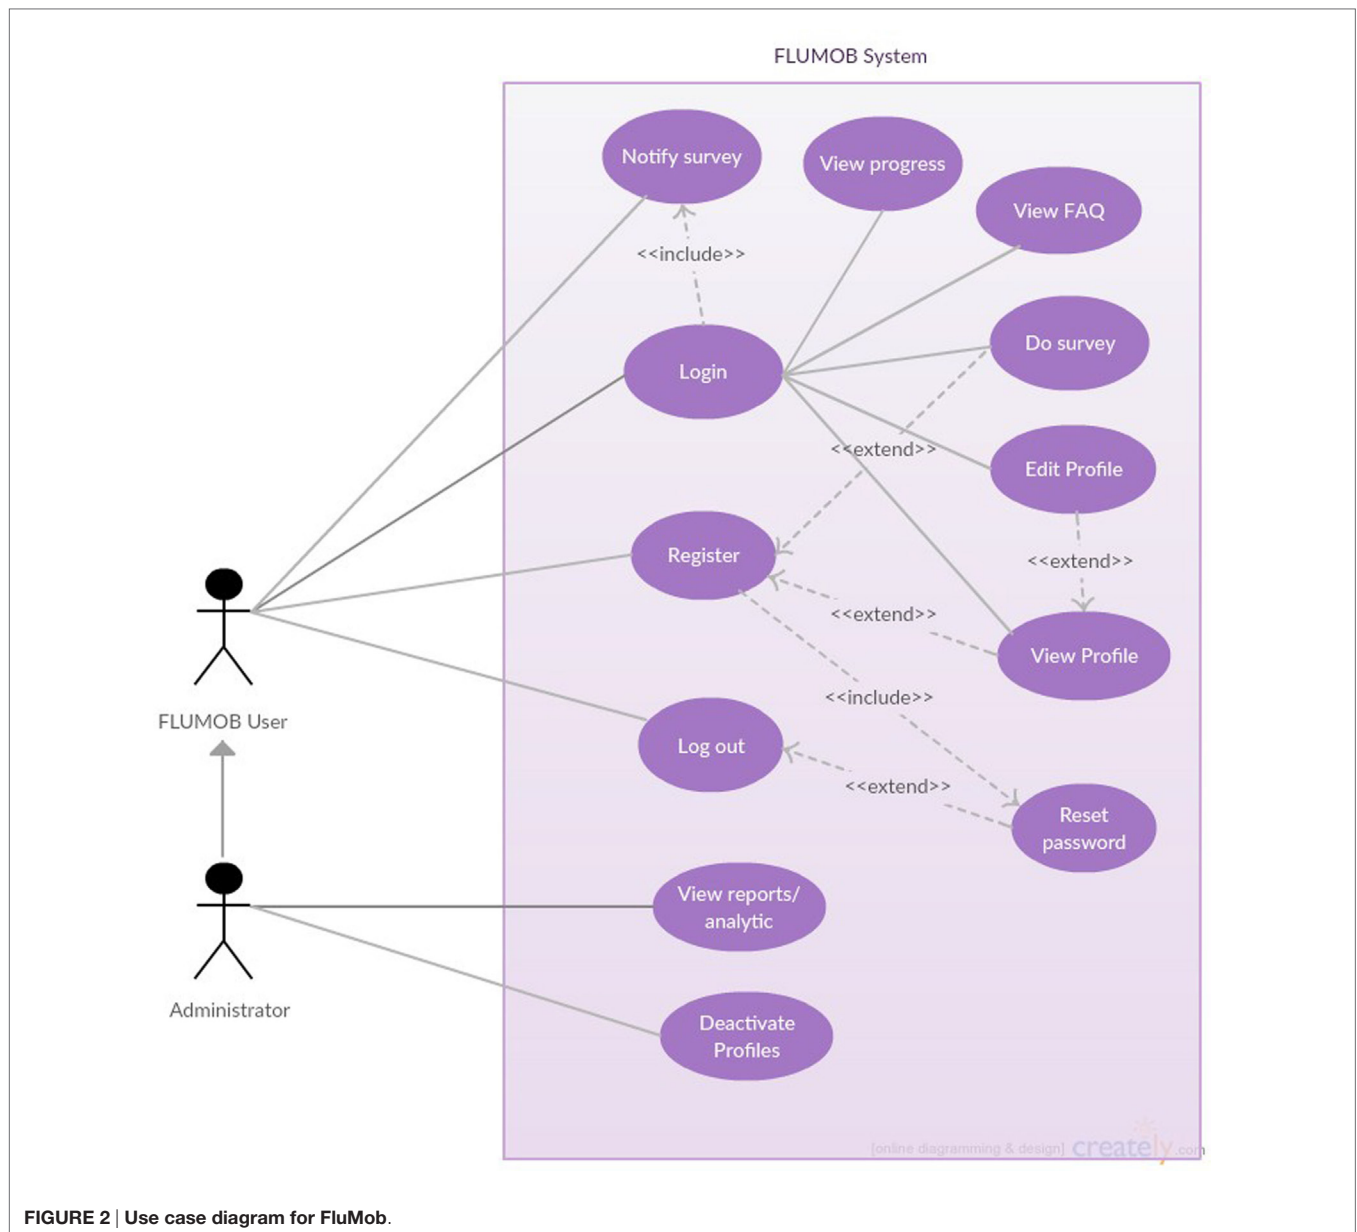 FLUMOB System
Notify survey
View progress
View FAQ
<<include>>
Do survey
Login
<<extend>>
Edit Profile
Register
<<extend>>
<<extend>>
View Profile
<<include>>
FLUMOB User
Log out
<<extend>>
Reset
password
View reports/
analytic
Administrator
Deactivate
Profiles
[online diagramming & design] creately.com
FIGURE 2 | Use case diagram for FluMob.